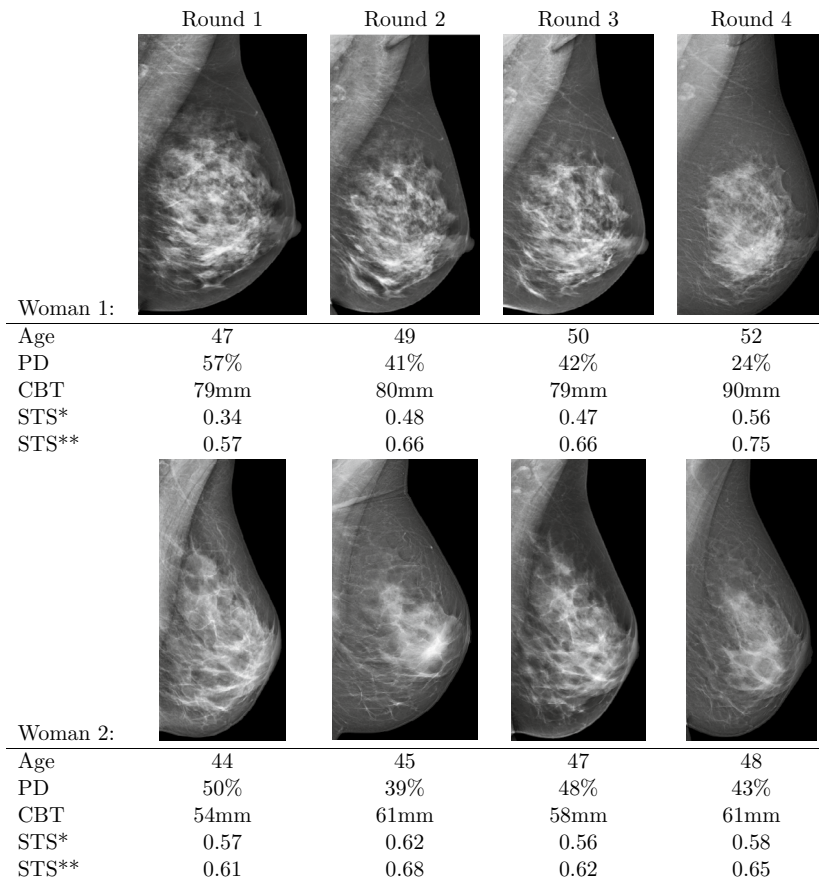 Round 1 Round 2 Round 3 Round 4
Woman 1:
Age 47 49 50 52
PD 57% 41% 42% 24%
CBT 79mm 80mm 79mm 90mm
STS* 0.34 0.48 0.47 0.56
STS** 0.57 0.66 0.66 0.75
Woman 2:
Age 44 45 47 48
PD 50% 39% 48% 43%
CBT 54mm 61mm 58mm 61mm
STS* 0.57 0.62 0.56 0.58
STS** 0.61 0.68 0.62 0.65